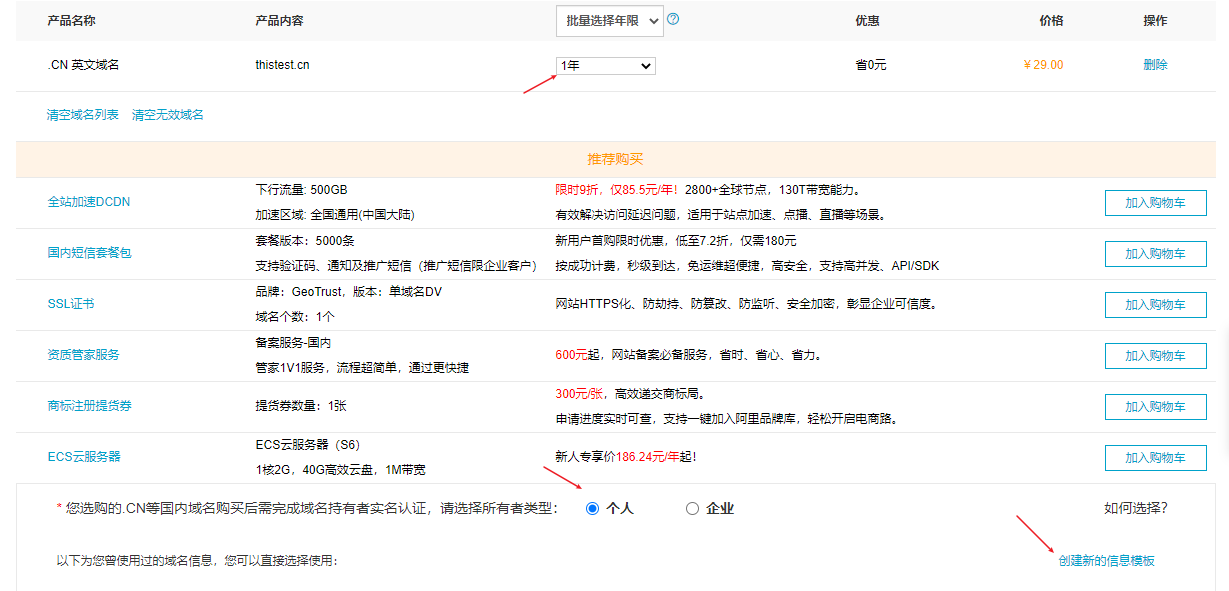 产品名称 产品内容 批量选择年限 ? 优惠 价格 操作
.CN 英文域名 thistest.cn 1年 省0元 ¥29.00 删除
清空域名列表 清空无效域名
推荐购买
全站加速DCDN
下行流量: 500GB
加速区域: 全国通用(中国大陆)
限时9折，仅85.5元/年！2800+全球节点，130T带宽能力。
有效解决访问延迟问题，适用于站点加速、点播、直播等场景。
加入购物车
国内短信套餐包
套餐版本：5000条
支持验证码、通知及推广短信（推广短信限企业客户）
新用户首购限时优惠，低至7.2折，仅需180元
按成功计费，秒级到达，免运维超便捷，高安全，支持高并发、API/SDK
加入购物车
SSL证书
品牌：GeoTrust，版本：单域名DV
域名个数：1个
网站HTTPS化、防劫持、防篡改、防监听、安全加密，彰显企业可信度。
加入购物车
资质管家服务
备案服务-国内
管家1V1服务，流程超简单，通过更快捷
600元起，网站备案必备服务，省时、省心、省力。
加入购物车
商标注册提货券
提货券数量：1张
300元/张，高效递交商标局。
申请进度实时可查，支持一键加入阿里品牌库，轻松开启电商路。
加入购物车
ECS云服务器
ECS云服务器（S6）
1核2G，40G高效云盘，1M带宽
新人专享价186.24元/年起！
加入购物车
* 您选购的.CN等国内域名购买后需完成域名持有者实名认证，请选择所有者类型： 个人 企业 如何选择?
以下为您曾使用过的域名信息，您可以直接选择使用： 创建新的信息模板